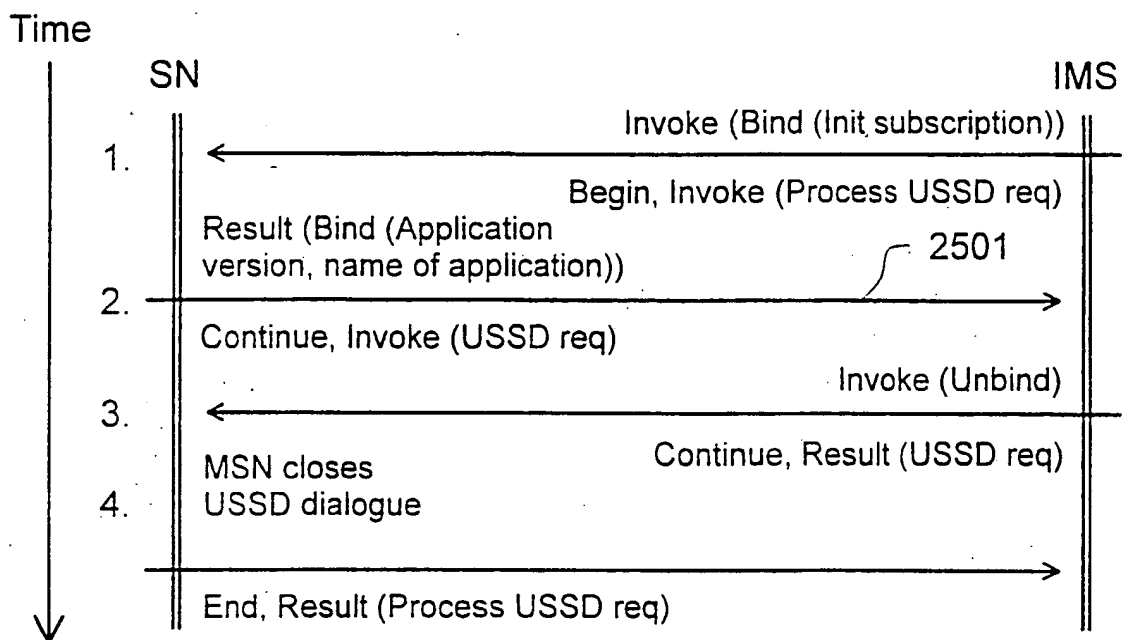 Time
SN
IMS
Invoke (Bind (Init subscription))
1.
Begin, Invoke (Process USSD req)
Result (Bind (Application
version, name of application))
2501
2.
Continue, Invoke (USSD req)
Invoke (Unbind)
3.
Continue, Result (USSD req)
MSN closes
4.
USSD dialogue
End, Result (Process USSD req)